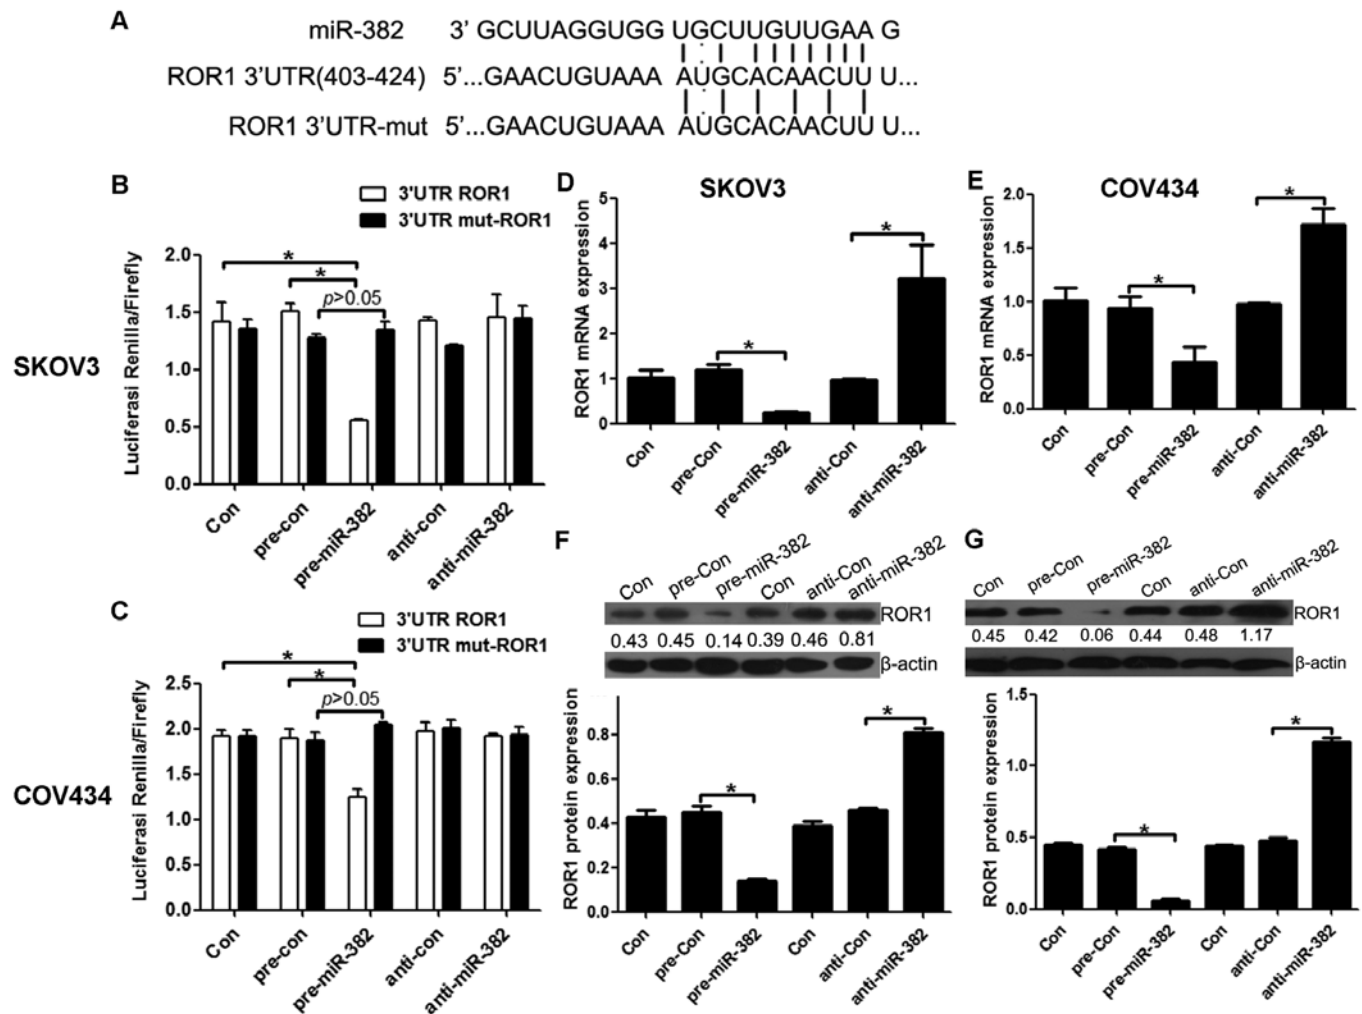 A
miR-382 3' GCUUAGGUGG UGCUUGUUGAA G
ROR1 3'UTR(403-424) 5'...GAACUGUAAA AUGCACAACUU U...
ROR1 3'UTR-mut 5'...GAACUGUAAA AUGCACAACUU U...
SKOV3
COV434
B
3'UTR ROR1
3'UTR mut-ROR1
Luciferasi Renilla/Firefly
2.0
1.5
1.0
0.5
0.0
*
*
p>0.05
Con pre-con pre-miR-382 anti-con anti-miR-382
C
3'UTR ROR1
3'UTR mut-ROR1
Luciferasi Renilla/Firefly
2.5
2.0
1.5
1.0
0.5
0.0
*
*
p>0.05
Con pre-con pre-miR-382 anti-con anti-miR-382
D
SKOV3
ROR1 mRNA expression
5
4
3
2
1
0
*
*
Con pre-Con pre-miR-382 anti-Con anti-miR-382
E
COV434
ROR1 mRNA expression
2.0
1.5
1.0
0.5
0.0
*
*
Con pre-Con pre-miR-382 anti-Con anti-miR-382
F
Con pre-Con pre-miR-382 Con anti-Con anti-miR-382
ROR1
0.43 0.45 0.14 0.39 0.46 0.81
β-actin
ROR1 protein expression
0.8
0.6
0.4
0.2
0.0
*
*
Con pre-Con pre-miR-382 Con anti-Con anti-miR-382
G
Con pre-Con pre-miR-382 Con anti-Con anti-miR-382
ROR1
0.45 0.42 0.06 0.44 0.48 1.17
β-actin
ROR1 protein expression
1.5
1.0
0.5
0.0
*
*
Con pre-Con pre-miR-382 Con anti-Con anti-miR-382